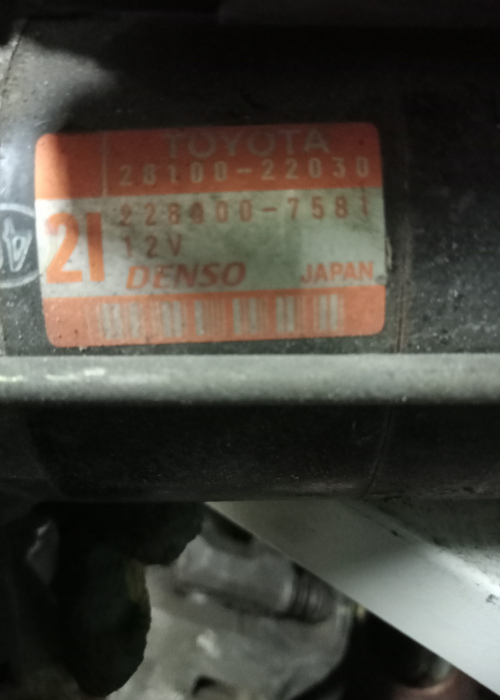 TOYOTA
28100-22030
21
228000-7581
12V
DENSO JAPAN